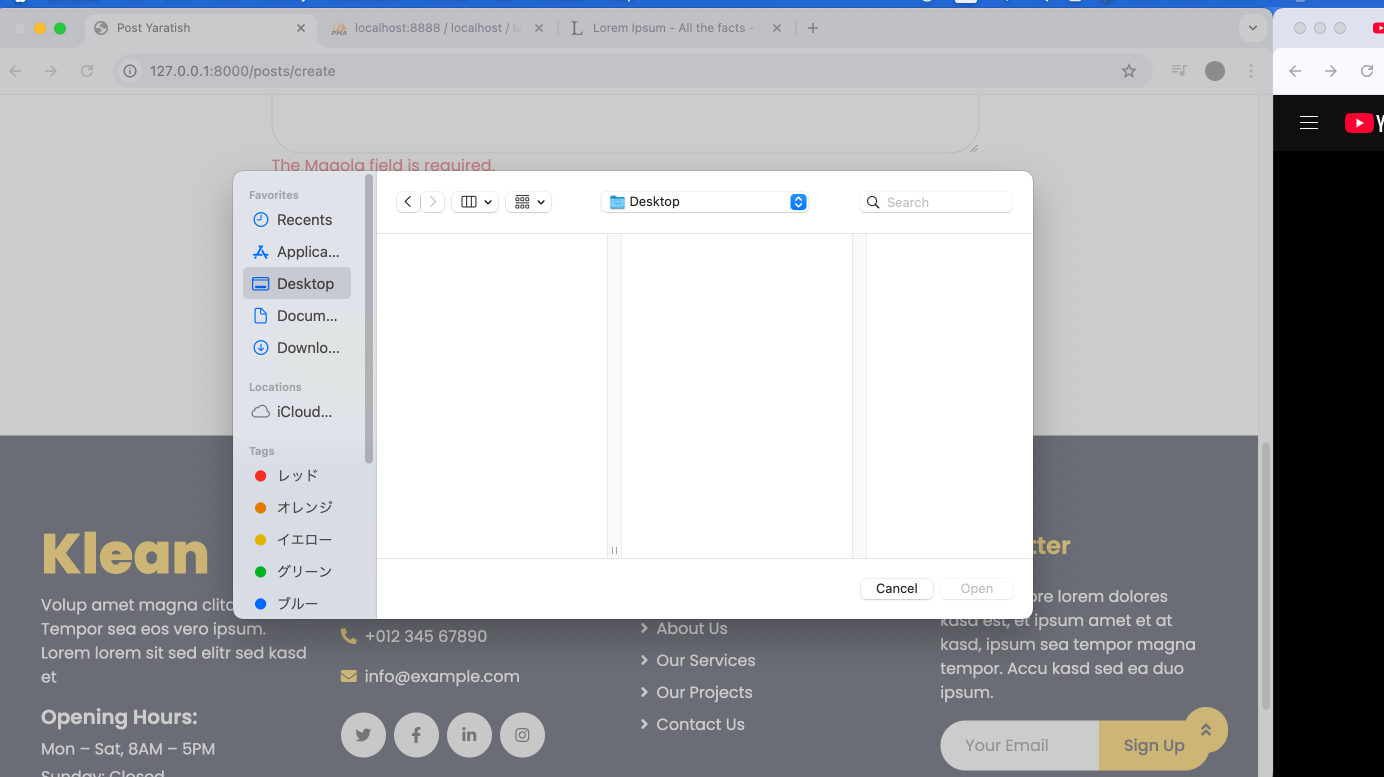 Post Yaratish
localhost:8888 / localhost / la
Lorem Ipsum - All the facts -
127.0.0.1:8000/posts/create
The Maqola field is required.
Favorites
Recents
Applica...
Desktop
Docum...
Downlo...
Locations
iCloud...
Tags
レッド
オレンジ
イエロー
グリーン
ブルー
Desktop
Search
Cancel
Open
Klean
Volup amet magna clita
Tempor sea eos vero ipsum.
Lorem lorem sit sed elitr sed kasd
et
Opening Hours:
Mon – Sat, 8AM – 5PM
Sunday: Closed
+012 345 67890
info@example.com
About Us
Our Services
Our Projects
Contact Us
tter
ore lorem dolores
kasd est, et ipsum amet et at
kasd, ipsum sea tempor magna
tempor. Accu kasd sed ea duo
ipsum.
Your Email
Sign Up